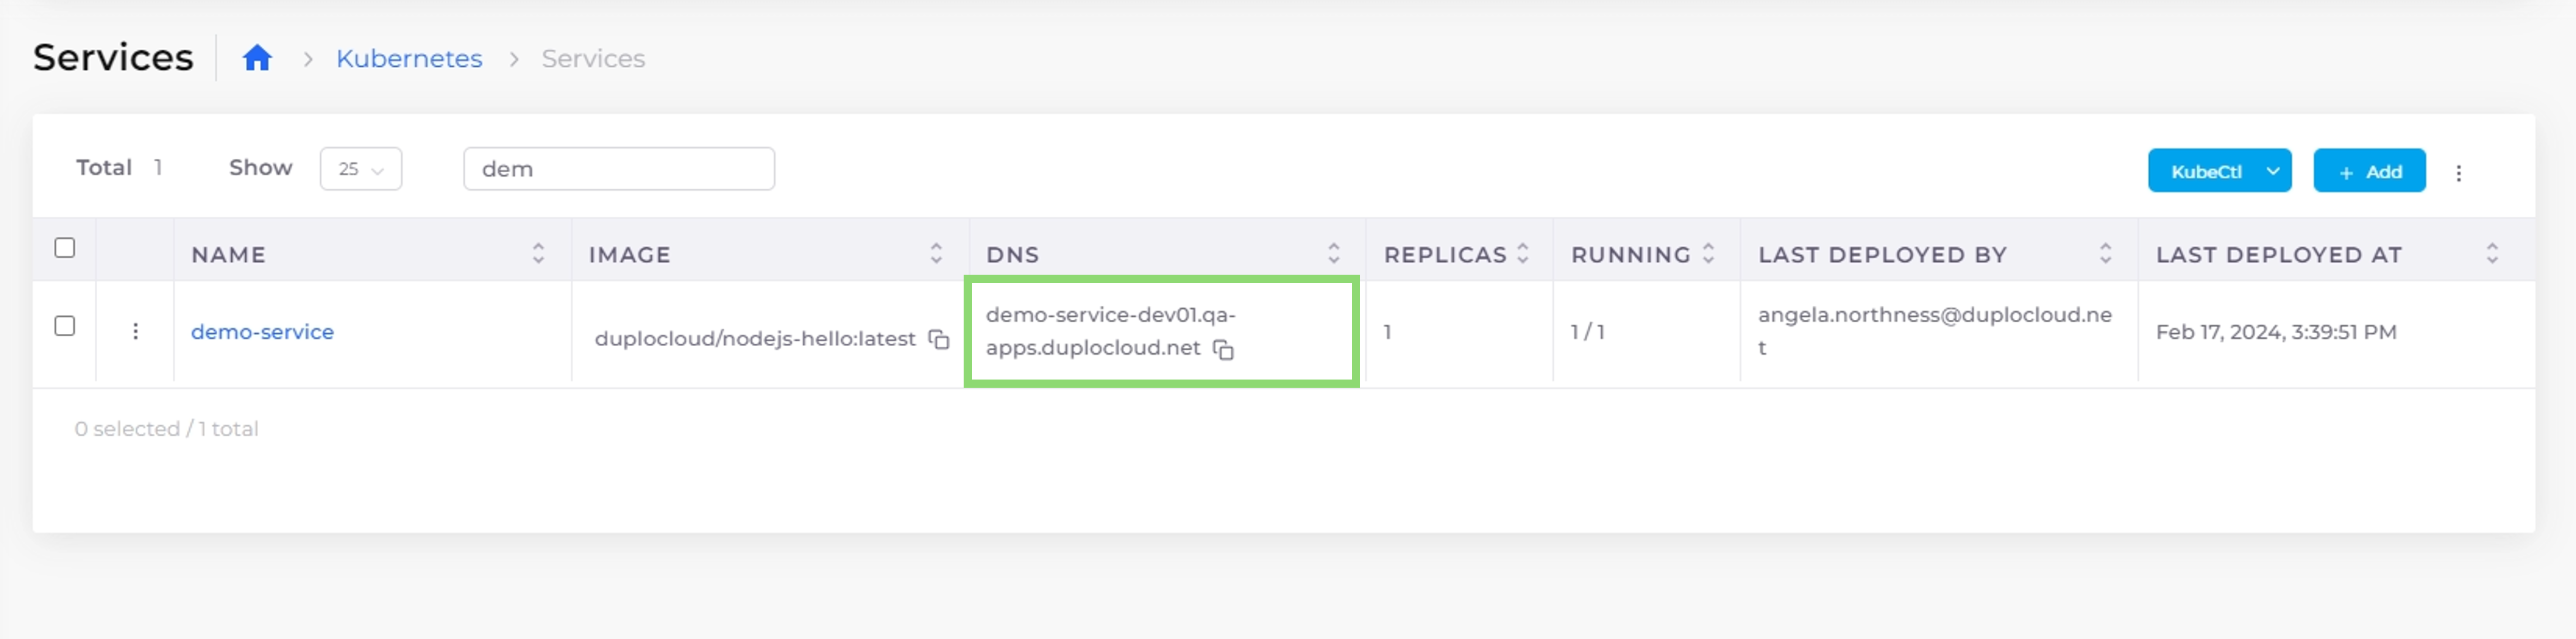 Services Kubernetes Services
Total 1 Show 25 dem KubeCtl + Add
NAME IMAGE DNS REPLICAS RUNNING LAST DEPLOYED BY LAST DEPLOYED AT
demo-service duplocloud/nodejs-hello:latest demo-service-dev01.qa- 1 1 / 1 angela.northness@duplocloud.ne Feb 17, 2024, 3:39:51 PM
apps.duplocloud.net t
0 selected / 1 total